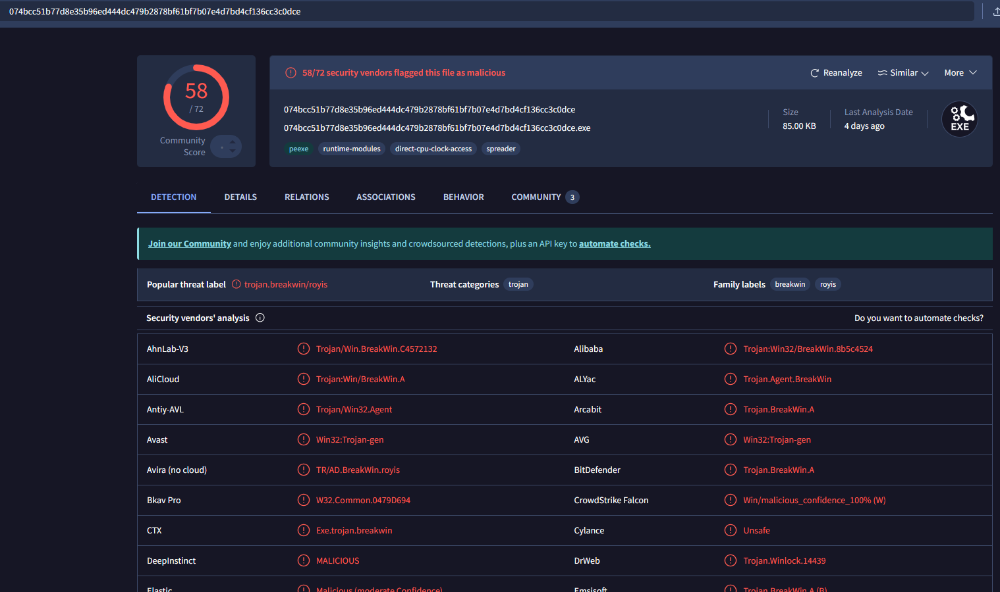 074bcc51b77d8e35b96ed444dc479b2878bf61bf7b07e4d7bd4cf136cc3c0dce
58
/ 72
Community
Score
58/72 security vendors flagged this file as malicious
Reanalyze
Similar
More
074bcc51b77d8e35b96ed444dc479b2878bf61bf7b07e4d7bd4cf136cc3c0dce
074bcc51b77d8e35b96ed444dc479b2878bf61bf7b07e4d7bd4cf136cc3c0dce.exe
peexe
runtime-modules
direct-cpu-clock-access
spreader
Size
85.00 KB
Last Analysis Date
4 days ago
EXE
DETECTION
DETAILS
RELATIONS
ASSOCIATIONS
BEHAVIOR
COMMUNITY 3
Join our Community and enjoy additional community insights and crowdsourced detections, plus an API key to automate checks.
Popular threat label trojan.breakwin/royis
Threat categories trojan
Family labels breakwin royis
Security vendors' analysis
Do you want to automate checks?
AhnLab-V3 Trojan/Win.BreakWin.C4572132
Alibaba Trojan:Win32/BreakWin.8b5c4524
AliCloud Trojan:Win/BreakWin.A
ALYac Trojan.Agent.BreakWin
Antiy-AVL Trojan/Win32.Agent
Arcabit Trojan.BreakWin.A
Avast Win32:Trojan-gen
AVG Win32:Trojan-gen
Avira (no cloud) TR/AD.BreakWin.royis
BitDefender Trojan.BreakWin.A
Bkav Pro W32.Common.0479D694
CrowdStrike Falcon Win/malicious_confidence_100% (W)
CTX Exe.trojan.breakwin
Cylance Unsafe
DeepInstinct MALICIOUS
DrWeb Trojan.Winlock.14439
Elastic Malicious (moderate Confidence)
Emsisoft Trojan.BreakWin.A (B)